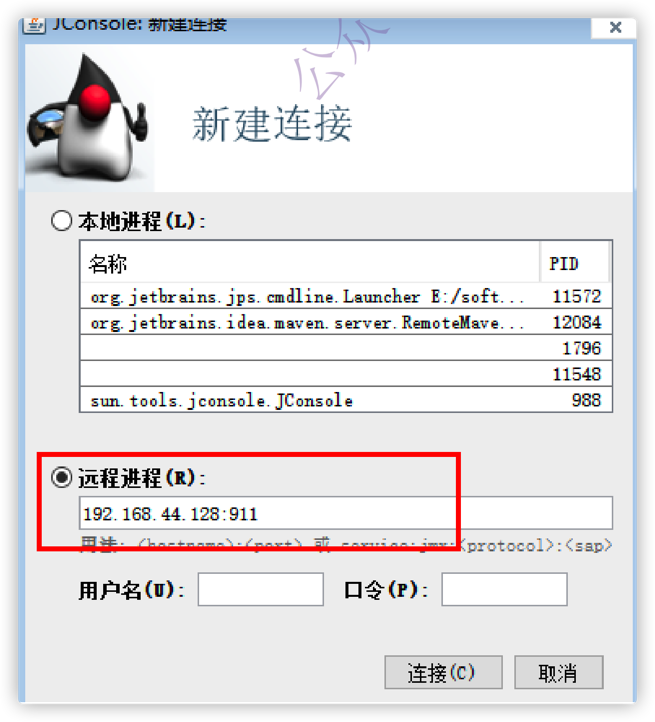 JConsole: 新建连接
公众
新建连接
本地进程(L):
名称 PID
org.jetbrains.jps.cmdline.Launcher E:/soft... 11572
org.jetbrains.idea.maven.server.RemoteMave... 12084
1796
11548
sun.tools.jconsole.JConsole 988
远程进程(R):
192.168.44.128:911
用法: <hostname>:<port> 或 service:jmx:<protocol>:<sap>
用户名(U): 口令(P):
连接(C) 取消